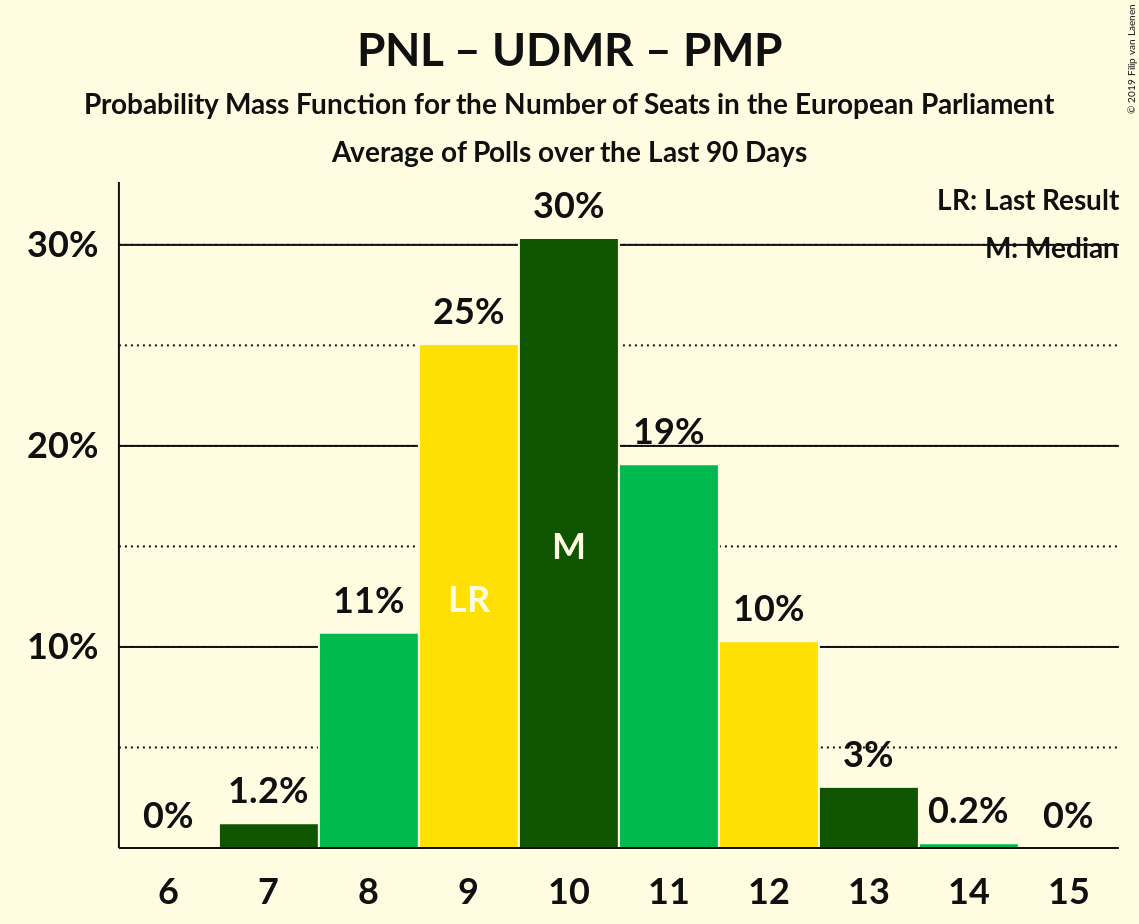 PNL – UDMR – PMP
Probability Mass Function for the Number of Seats in the European Parliament
Average of Polls over the Last 90 Days
© 2019 Filip van Laenen
LR: Last Result
M: Median
30%
20%
10%
0%
1.2%
11%
25%
30%
19%
10%
3%
0.2%
0%
LR
M
6 7 8 9 10 11 12 13 14 15